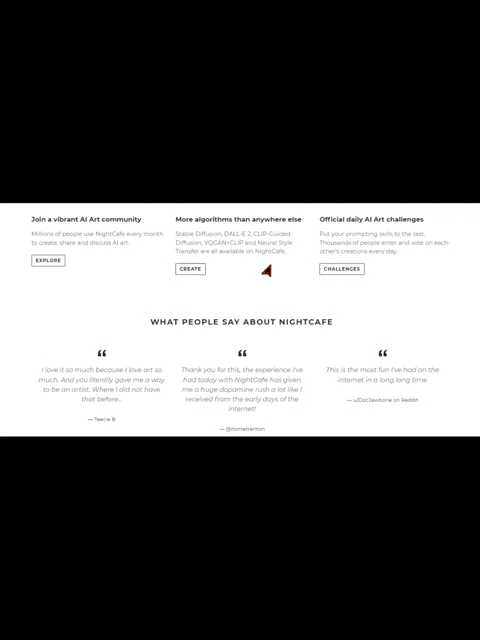 Join a vibrant AI Art community
Millions of people use NightCafe every month
to create, share and discuss AI art.
EXPLORE
More algorithms than anywhere else
Stable Diffusion, DALL-E 2, CLIP-Guided
Diffusion, VQGAN+CLIP and Neural Style
Transfer are all available on NightCafe.
CREATE
Official daily AI Art challenges
Put your prompting skills to the test.
Thousands of people enter and vote on each-
other's creations every day.
CHALLENGES
WHAT PEOPLE SAY ABOUT NIGHTCAFE
“
I love it so much because I love art so
much. And you literally gave me a way
to be an artist. Where I did not have
that before...
— Teecie B
“
Thank you for this, the experience I've
had today with NightCafe has given
me a huge dopamine rush a lot like I
received from the early days of the
internet!
— @itsmetrenton
“
This is the most fun I've had on the
internet in a long long time
— u/DocJawbone on Reddit